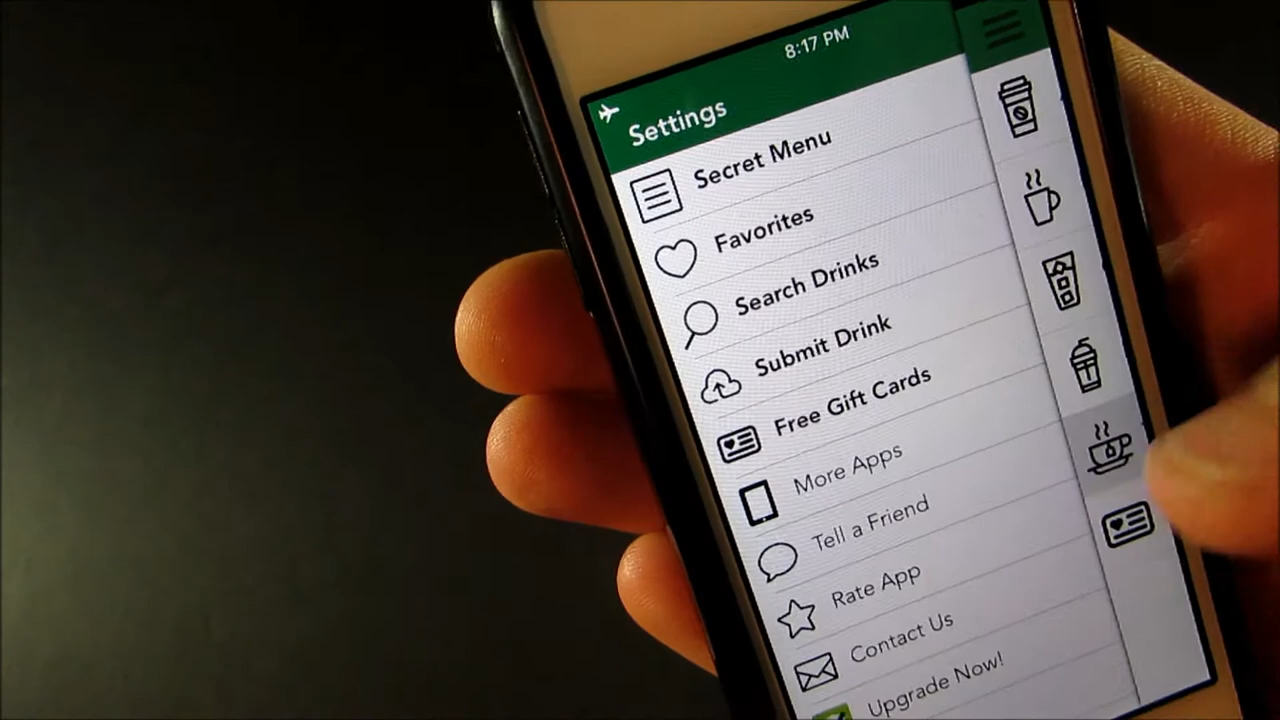 8:17 PM
Settings
Secret Menu
Favorites
Search Drinks
Submit Drink
Free Gift Cards
More Apps
Tell a Friend
Rate App
Contact Us
Upgrade Now!